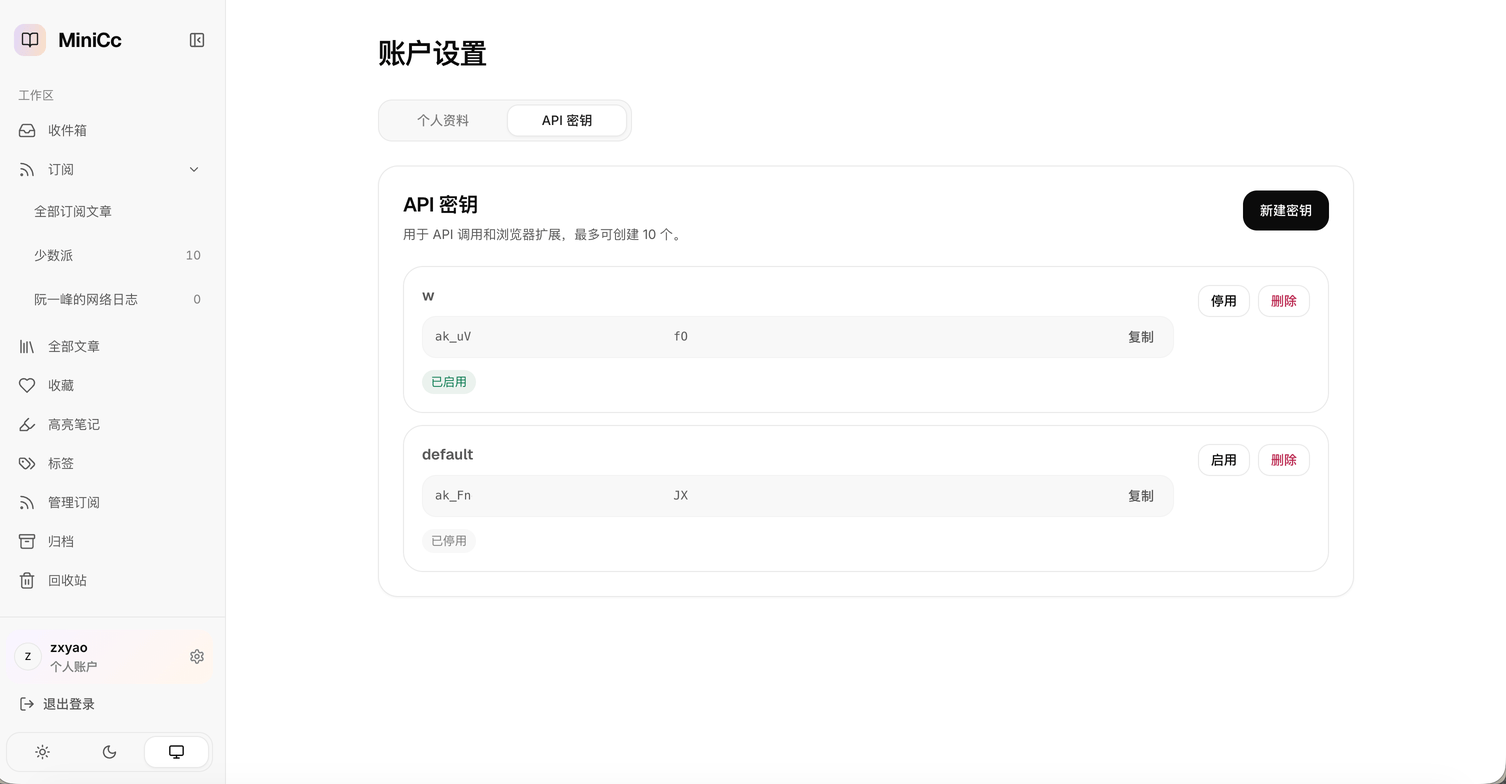 MiniCc
工作区
收件箱
订阅
全部订阅文章
少数派 10
阮一峰的网络日志 0
全部文章
收藏
高亮笔记
标签
管理订阅
归档
回收站
z
zxyao
个人账户
退出登录
账户设置
个人资料 API 密钥
API 密钥
用于 API 调用和浏览器扩展，最多可创建 10 个。
新建密钥
w
停用 删除
ak_uV f0 复制
已启用
default
启用 删除
ak_Fn JX 复制
已停用